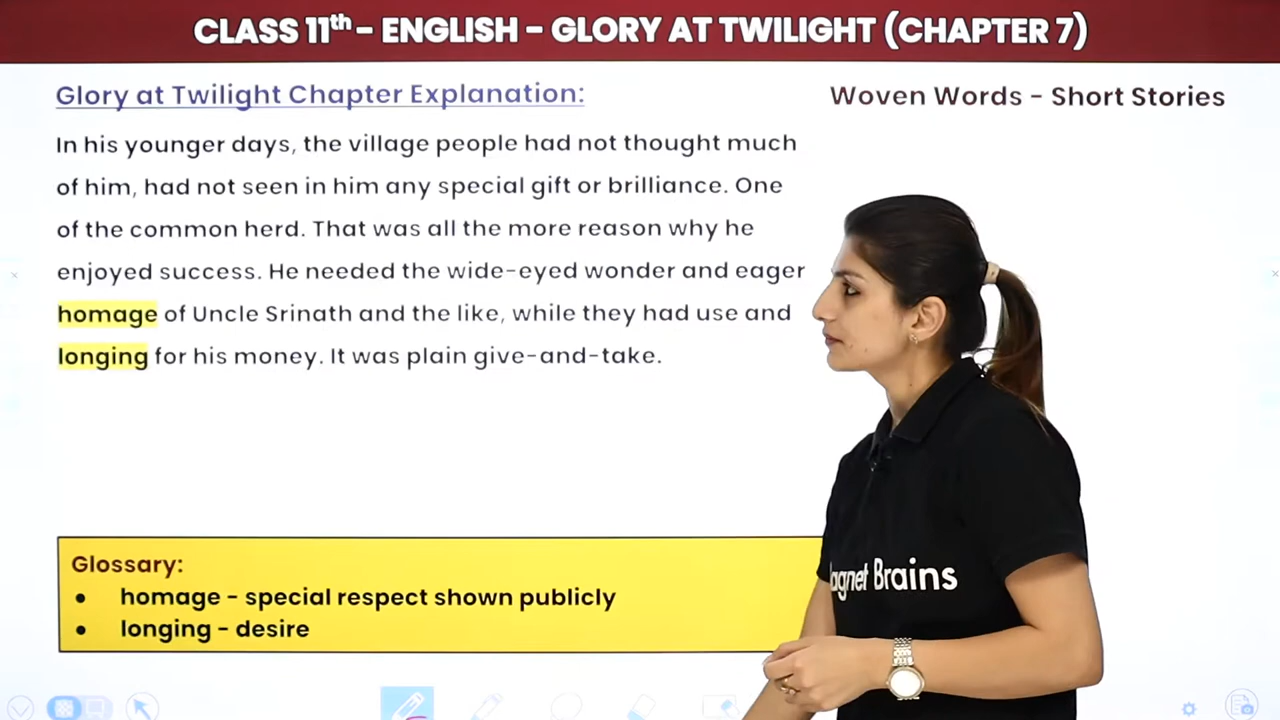 CLASS 11th - ENGLISH - GLORY AT TWILIGHT (CHAPTER 7)
Glory at Twilight Chapter Explanation:
Woven Words - Short Stories
In his younger days, the village people had not thought much
of him, had not seen in him any special gift or brilliance. One
of the common herd. That was all the more reason why he
enjoyed success. He needed the wide-eyed wonder and eager
homage of Uncle Srinath and the like, while they had use and
longing for his money. It was plain give-and-take.
Glossary:
● homage - special respect shown publicly
● longing - desire
agnet Brains